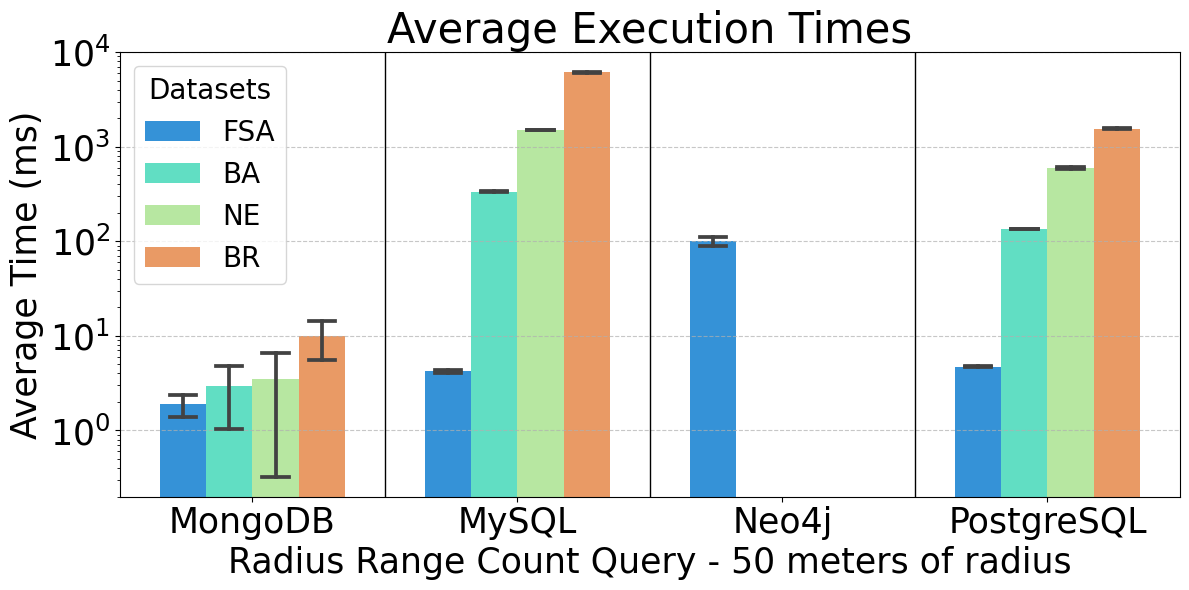 Average Execution Times
Average Time (ms)
10^4
10^3
10^2
10^1
10^0
Datasets
FSA
BA
NE
BR
MongoDB MySQL Neo4j PostgreSQL
Radius Range Count Query - 50 meters of radius